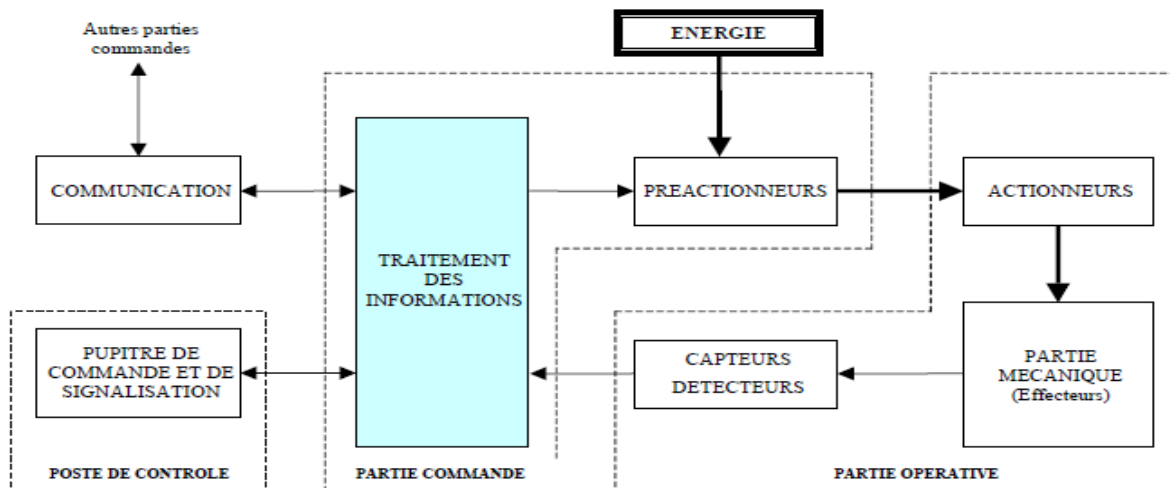 Autres parties
commandes
ENERGIE
COMMUNICATION
PREACTIONNEURS
ACTIONNEURS
TRAITEMENT
DES
INFORMATIONS
PUPITRE DE
COMMANDE ET DE
SIGNALISATION
CAPTEURS
DETECTEURS
PARTIE
MECANIQUE
(Effecteurs)
POSTE DE CONTROLE
PARTIE COMMANDE
PARTIE OPERATIVE